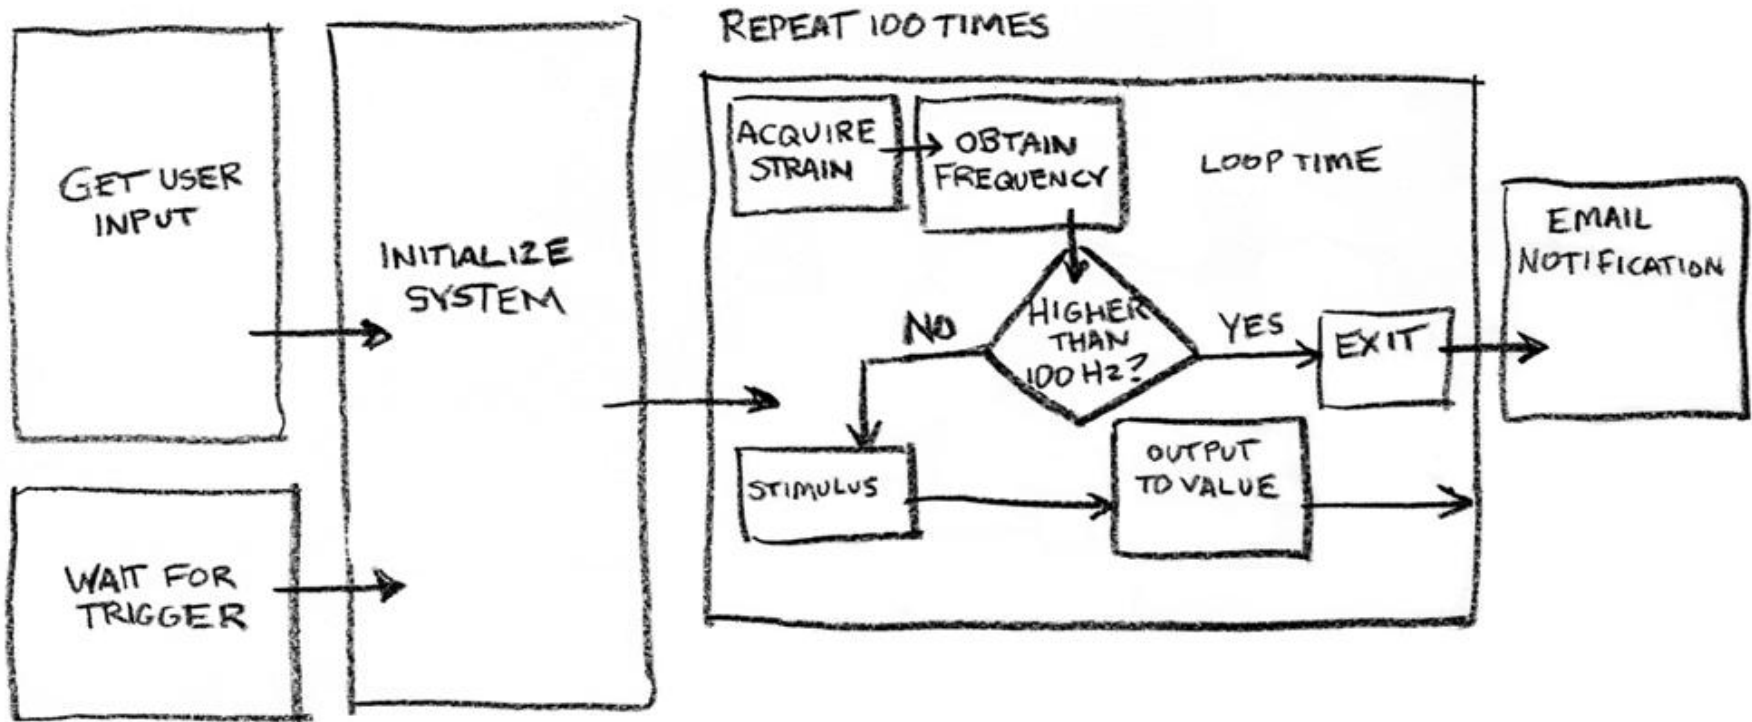 REPEAT 100 TIMES
GET USER
INPUT
WAIT FOR
TRIGGER
INITIALIZE
SYSTEM
ACQUIRE
STRAIN
OBTAIN
FREQUENCY
LOOP TIME
HIGHER
THAN
100 Hz?
NO
YES
EXIT
STIMULUS
OUTPUT
TO VALUE
EMAIL
NOTIFICATION